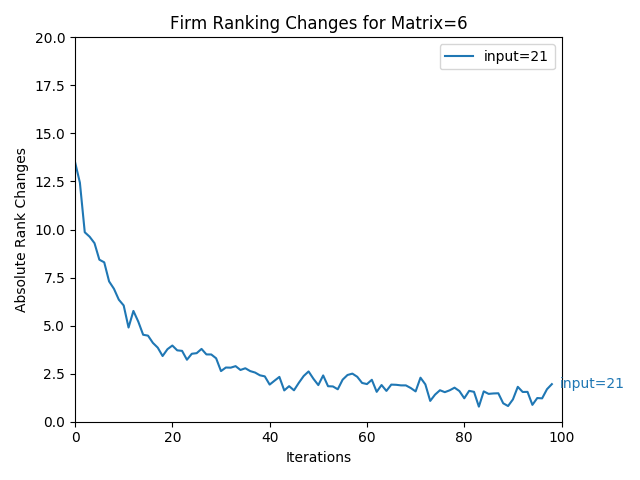 Firm Ranking Changes for Matrix=6
input=21
Absolute Rank Changes
20.0
17.5
15.0
12.5
10.0
7.5
5.0
2.5
0.0
input=21
0 20 40 60 80 100
Iterations